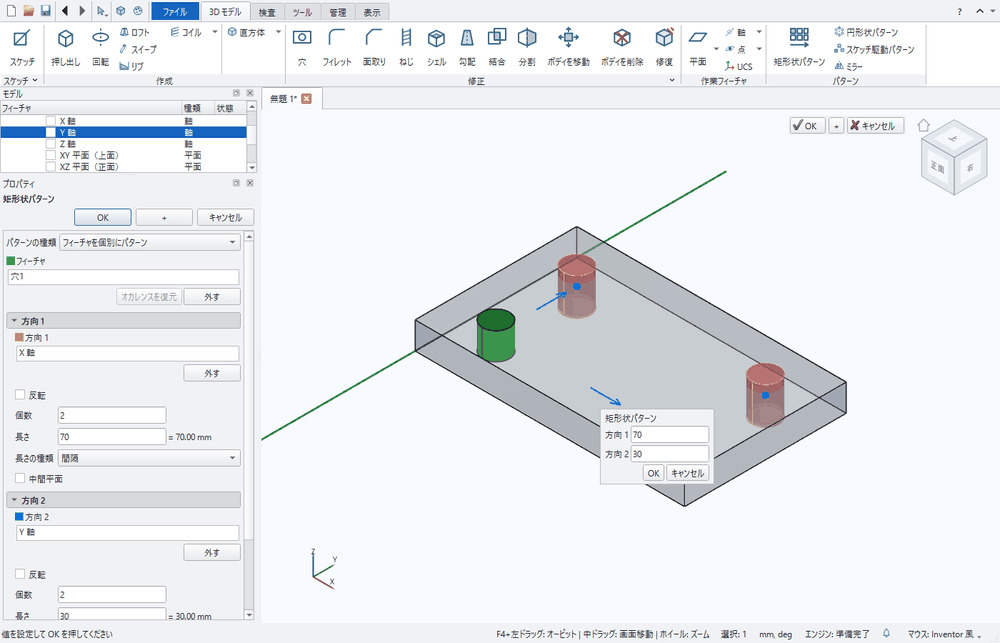 ファイル 3D モデル 検査 ツール 管理 表示 ?
スケッチ 押し出し 回転 ロフト スイープ リブ コイル 直方体 穴 フィレット 面取り ねじ シェル 勾配 結合 分割 ボディを移動 ボディを削除 修復 平面 軸 点 UCS 矩形状パターン 円形状パターン スケッチ駆動パターン ミラー
スケッチ 作成 修正 作業フィーチャ パターン
モデル
フィーチャ 種類 状態
X 軸 軸
Y 軸 軸
Z 軸 軸
XY 平面（上面） 平面
XZ 平面（正面） 平面
プロパティ
矩形状パターン
OK + キャンセル
パターンの種類 フィーチャを個別にパターン
フィーチャ
穴1
オカレンスを復元 外す
方向 1
方向 1
X 軸
外す
反転
個数 2
長さ 70 = 70.00 mm
長さの種類 間隔
中間平面
方向 2
方向 2
Y 軸
外す
反転
個数 2
長さ 30 = 30.00 mm
無題 1*
OK + キャンセル
上
正面 右
矩形状パターン
方向 1 70
方向 2 30
OK キャンセル
Z
Y
X
値を設定して OK を押してください F4+左ドラッグ: オービット | 中ドラッグ: 画面移動 | ホイール: ズーム 選択: 1 mm, deg エンジン: 準備完了 マウス: Inventor 風